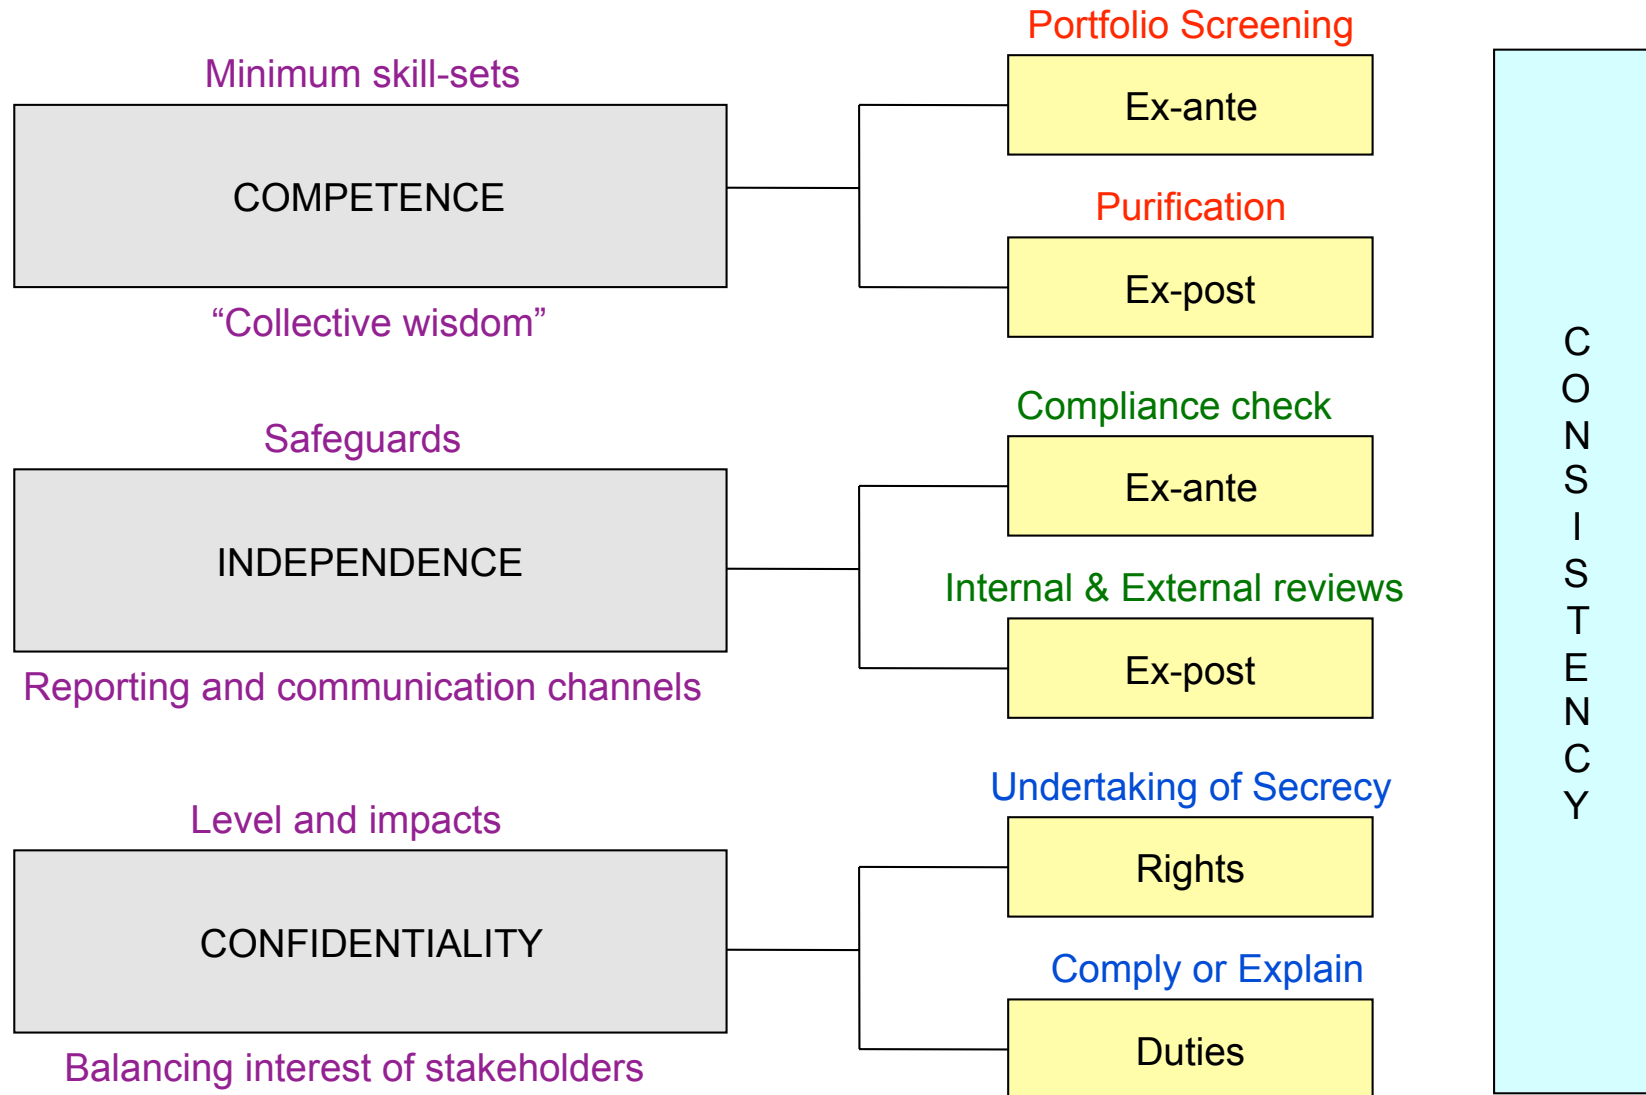 Minimum skill-sets
COMPETENCE
“Collective wisdom”
Portfolio Screening
Ex-ante
Purification
Ex-post
Safeguards
INDEPENDENCE
Reporting and communication channels
Compliance check
Ex-ante
Internal & External reviews
Ex-post
Level and impacts
CONFIDENTIALITY
Balancing interest of stakeholders
Undertaking of Secrecy
Rights
Comply or Explain
Duties
CONSISTENCY